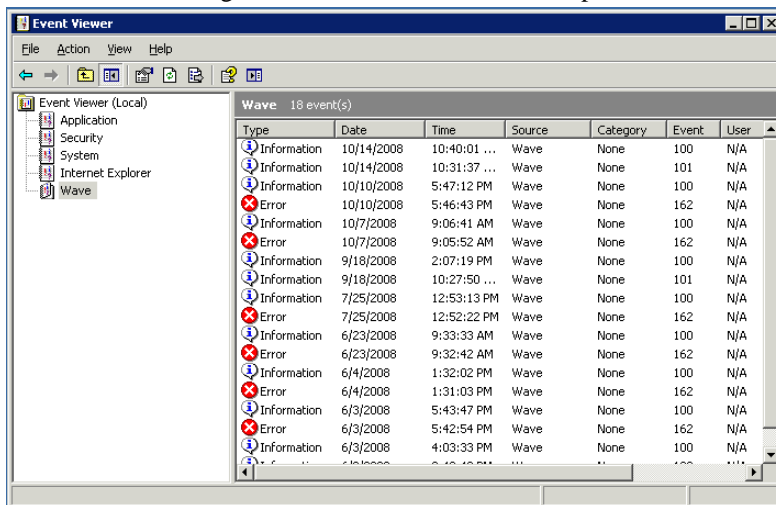 Event Viewer
File Action View Help
Event Viewer (Local)
Application
Security
System
Internet Explorer
Wave
Wave 18 event(s)
Type Date Time Source Category Event User
Information 10/14/2008 10:40:01 ... Wave None 100 N/A
Information 10/14/2008 10:31:37 ... Wave None 101 N/A
Information 10/10/2008 5:47:12 PM Wave None 100 N/A
Error 10/10/2008 5:46:43 PM Wave None 162 N/A
Information 10/7/2008 9:06:41 AM Wave None 100 N/A
Error 10/7/2008 9:05:52 AM Wave None 162 N/A
Information 9/18/2008 2:07:19 PM Wave None 100 N/A
Information 9/18/2008 10:27:50 ... Wave None 101 N/A
Information 7/25/2008 12:53:13 PM Wave None 100 N/A
Error 7/25/2008 12:52:22 PM Wave None 162 N/A
Information 6/23/2008 9:33:33 AM Wave None 100 N/A
Error 6/23/2008 9:32:42 AM Wave None 162 N/A
Information 6/4/2008 1:32:02 PM Wave None 100 N/A
Error 6/4/2008 1:31:03 PM Wave None 162 N/A
Information 6/3/2008 5:43:47 PM Wave None 100 N/A
Error 6/3/2008 5:42:54 PM Wave None 162 N/A
Information 6/3/2008 4:03:33 PM Wave None 100 N/A